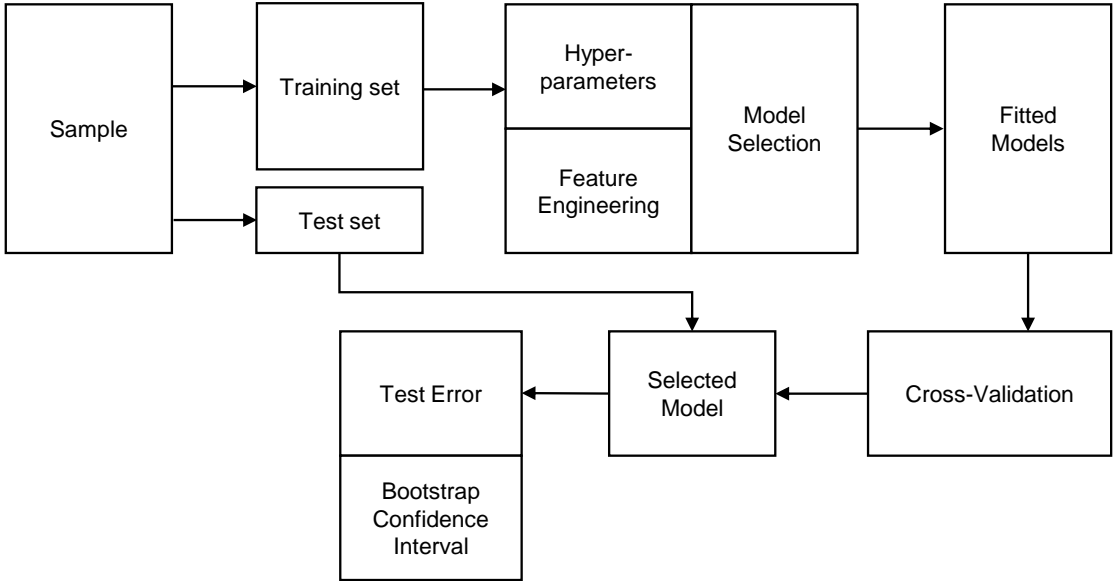 Sample
Training set
Test set
Hyper-
parameters
Feature
Engineering
Model
Selection
Fitted
Models
Test Error
Bootstrap
Confidence
Interval
Selected
Model
Cross-Validation